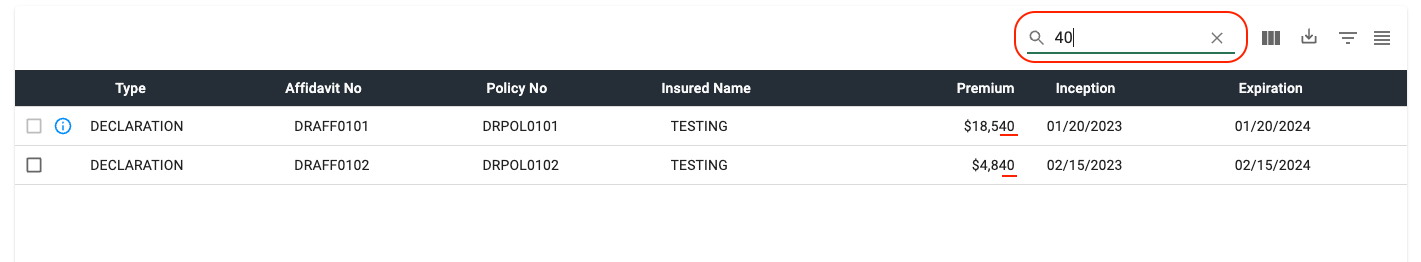 40
Type Affidavit No Policy No Insured Name Premium Inception Expiration
DECLARATION DRAFF0101 DRPOL0101 TESTING $18,540 01/20/2023 01/20/2024
DECLARATION DRAFF0102 DRPOL0102 TESTING $4,840 02/15/2023 02/15/2024